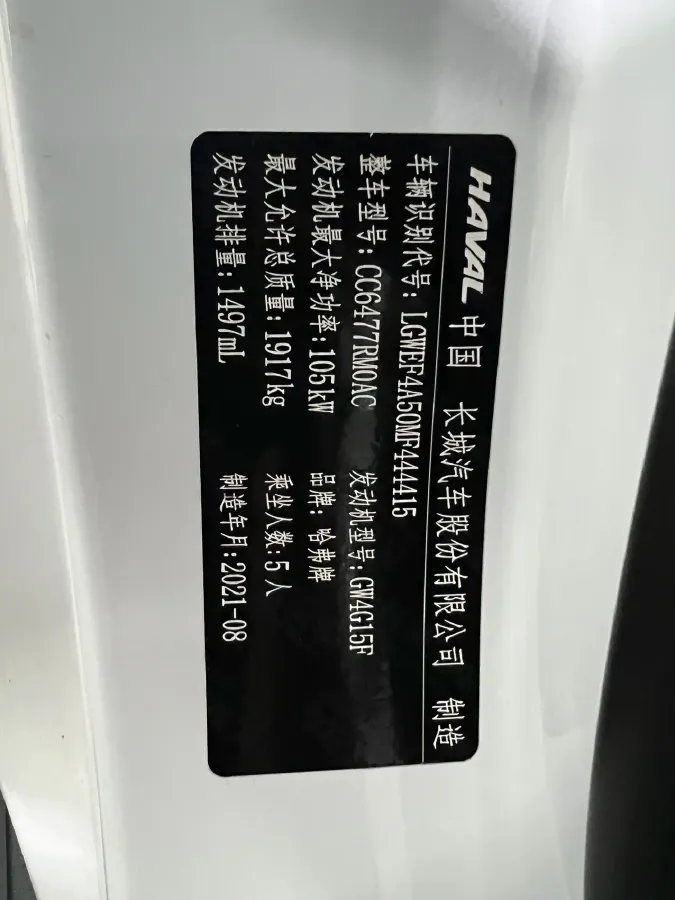 HAVAL 中国 长城汽车股份有限公司 制造
车辆识别代号: LGWEF4A50MF444415
整车型号: CC6477RM0AC 发动机型号: GW4G15F
发动机最大净功率: 105kW 品牌: 哈弗牌
最大允许总质量: 1917kg 乘坐人数: 5人
发动机排量: 1497mL 制造年月: 2021-08